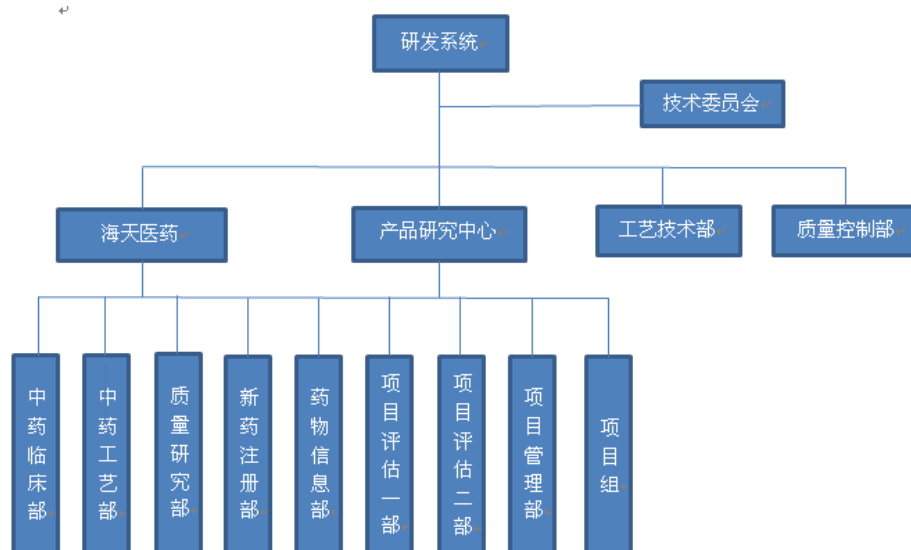 研发系统
技术委员会
海天医药
产品研究中心
工艺技术部
质量控制部
中药临床部
中药工艺部
质量研究部
新药注册部
药物信息部
项目评估一部
项目评估二部
项目管理部
项目组